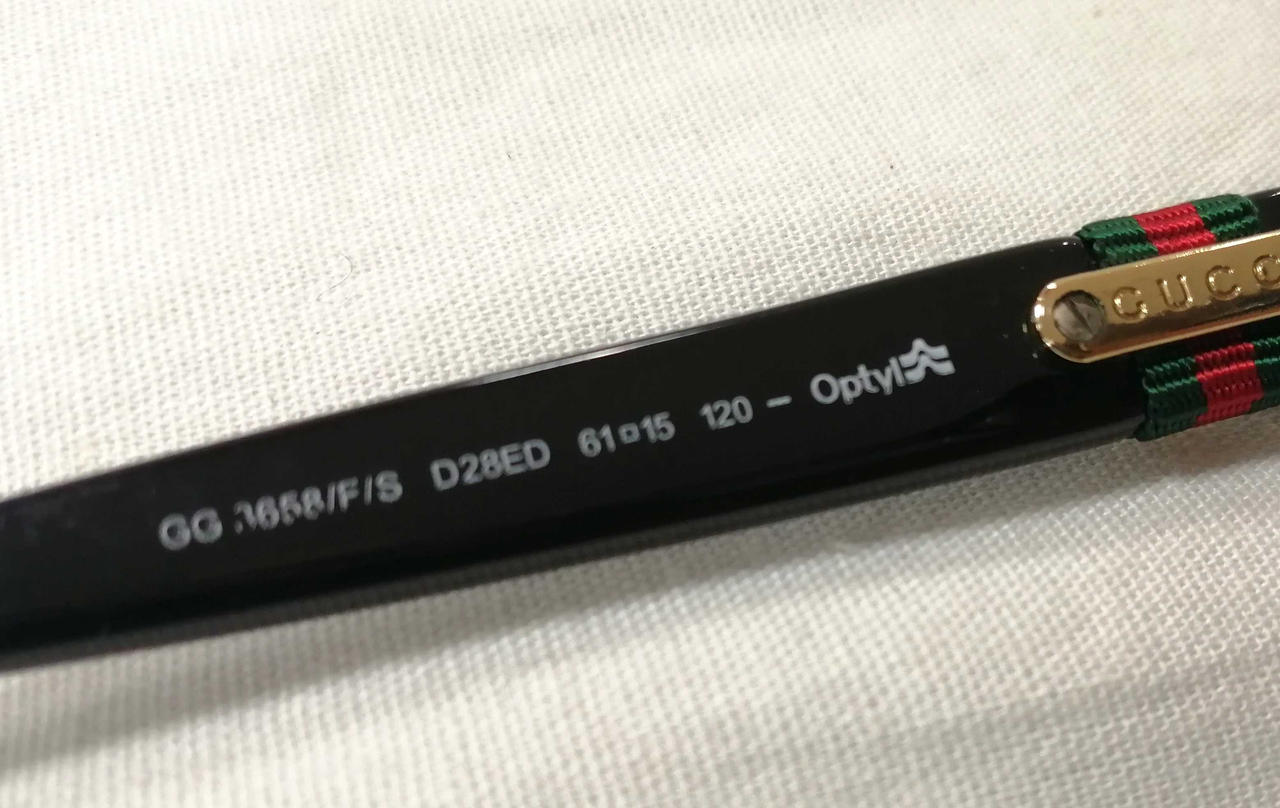 GG 3658/F/S D28ED 61¤15 120 – Optyl
GUCC